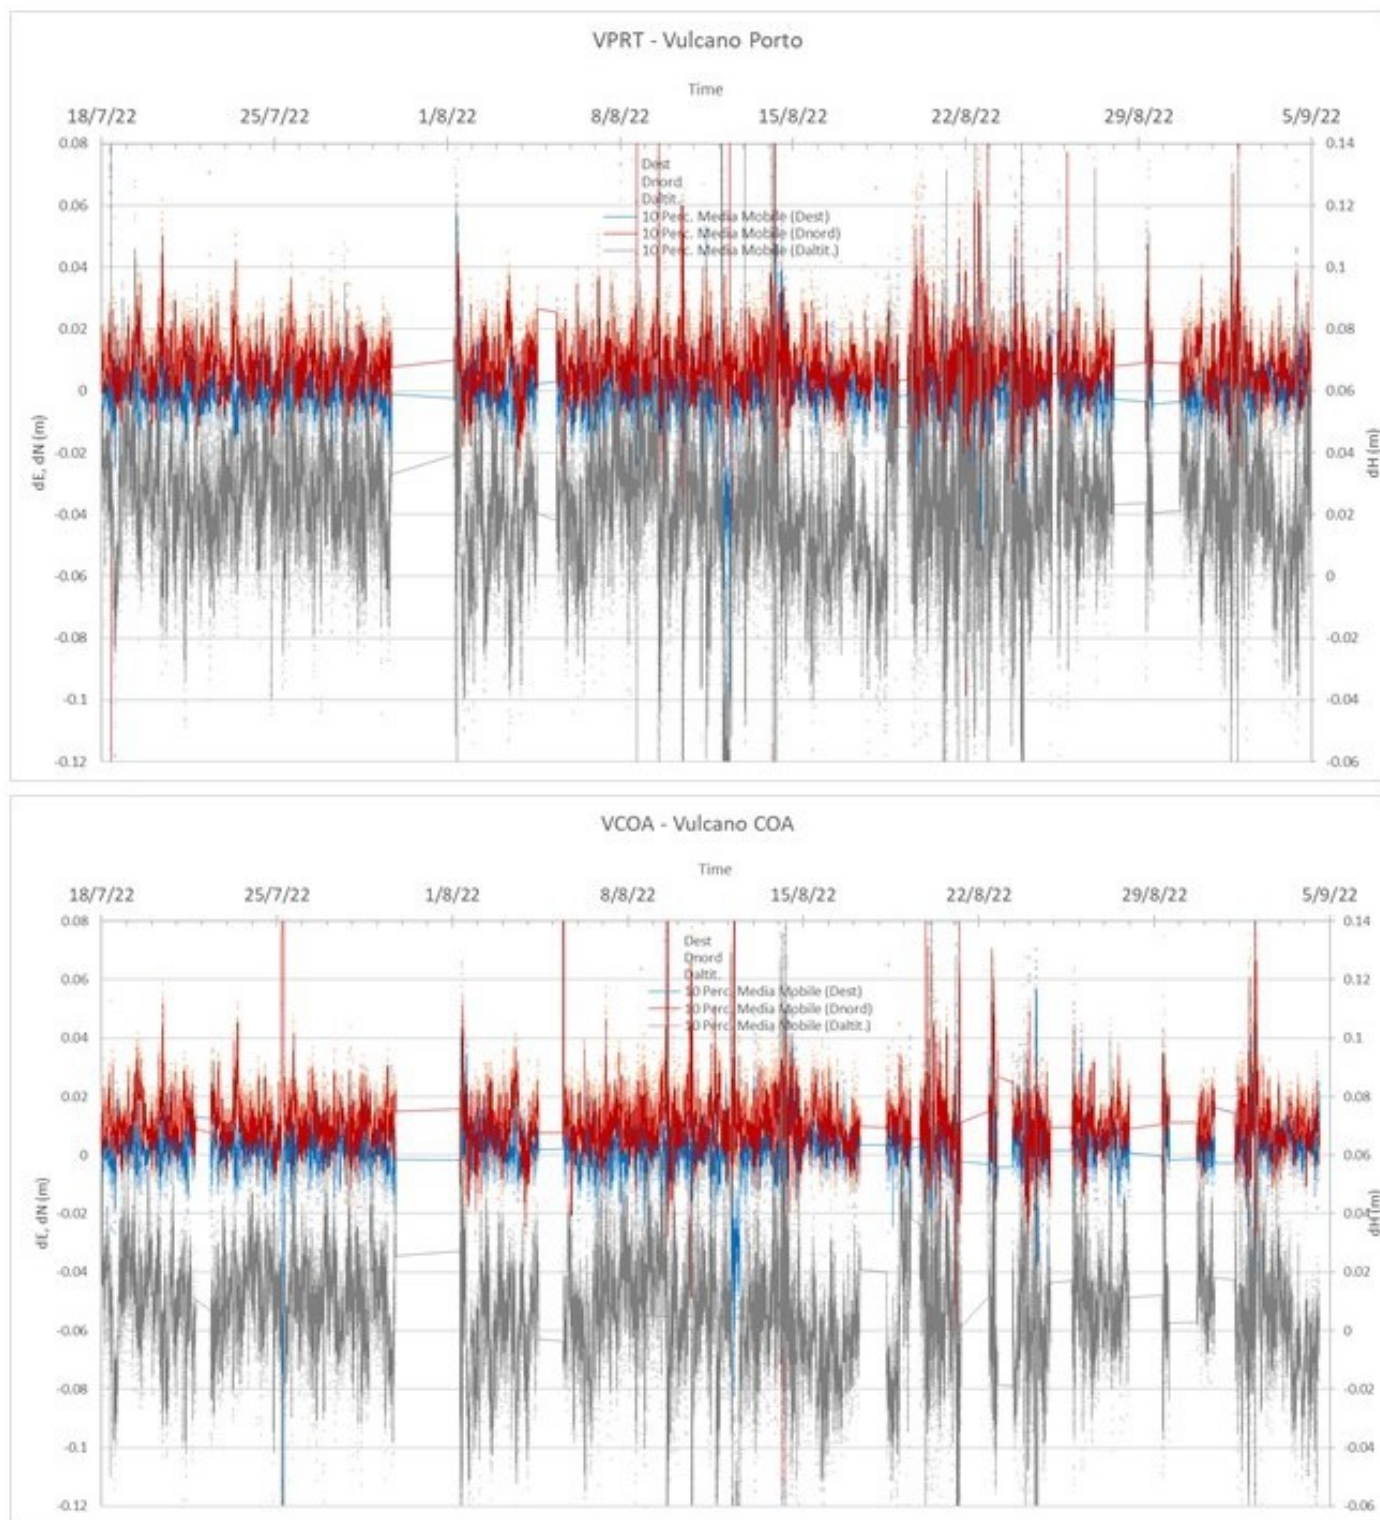 VPRT - Vulcano Porto
Time
18/7/22 25/7/22 1/8/22 8/8/22 15/8/22 22/8/22 29/8/22 5/9/22
0.08 0.14
Dest
Dnord
Daltit.
0.06 0.12
10 Perc. Media Mobile (Dest)
10 Perc. Media Mobile (Dnord)
10 Perc. Media Mobile (Daltit.)
0.04 0.1
0.02 0.08
0 0.06
-0.02 0.04
dE, dN (m) dH (m)
-0.04 0.02
-0.06 0
-0.08 -0.02
-0.1 -0.04
-0.12 -0.06
VCOA - Vulcano COA
Time
18/7/22 25/7/22 1/8/22 8/8/22 15/8/22 22/8/22 29/8/22 5/9/22
0.08 0.14
Dest
Dnord
Daltit.
0.06 0.12
10 Perc. Media Mobile (Dest)
10 Perc. Media Mobile (Dnord)
10 Perc. Media Mobile (Daltit.)
0.04 0.1
0.02 0.08
0 0.06
-0.02 0.04
dE, dN (m) dH (m)
-0.04 0.02
-0.06 0
-0.08 -0.02
-0.1 -0.04
-0.12 -0.06